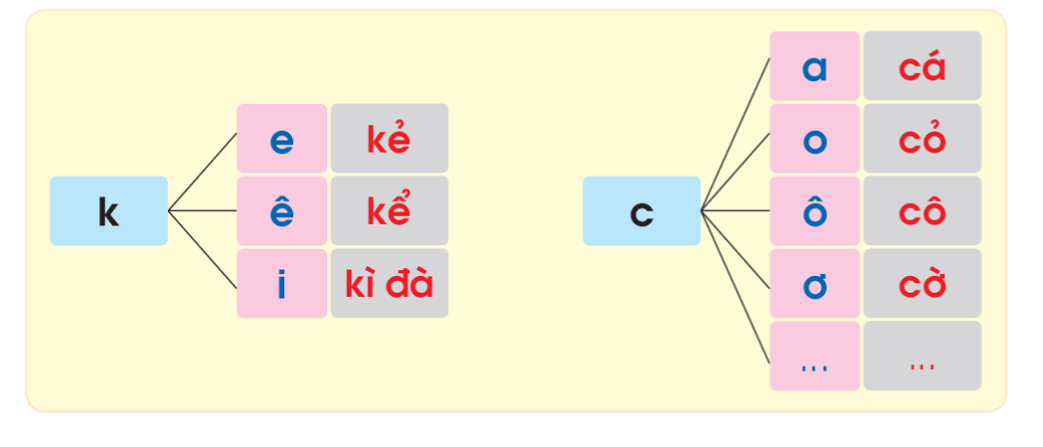 k
e kẻ
ê kể
i kì đà
c
a cá
o cỏ
ô cô
ơ cờ
... ...